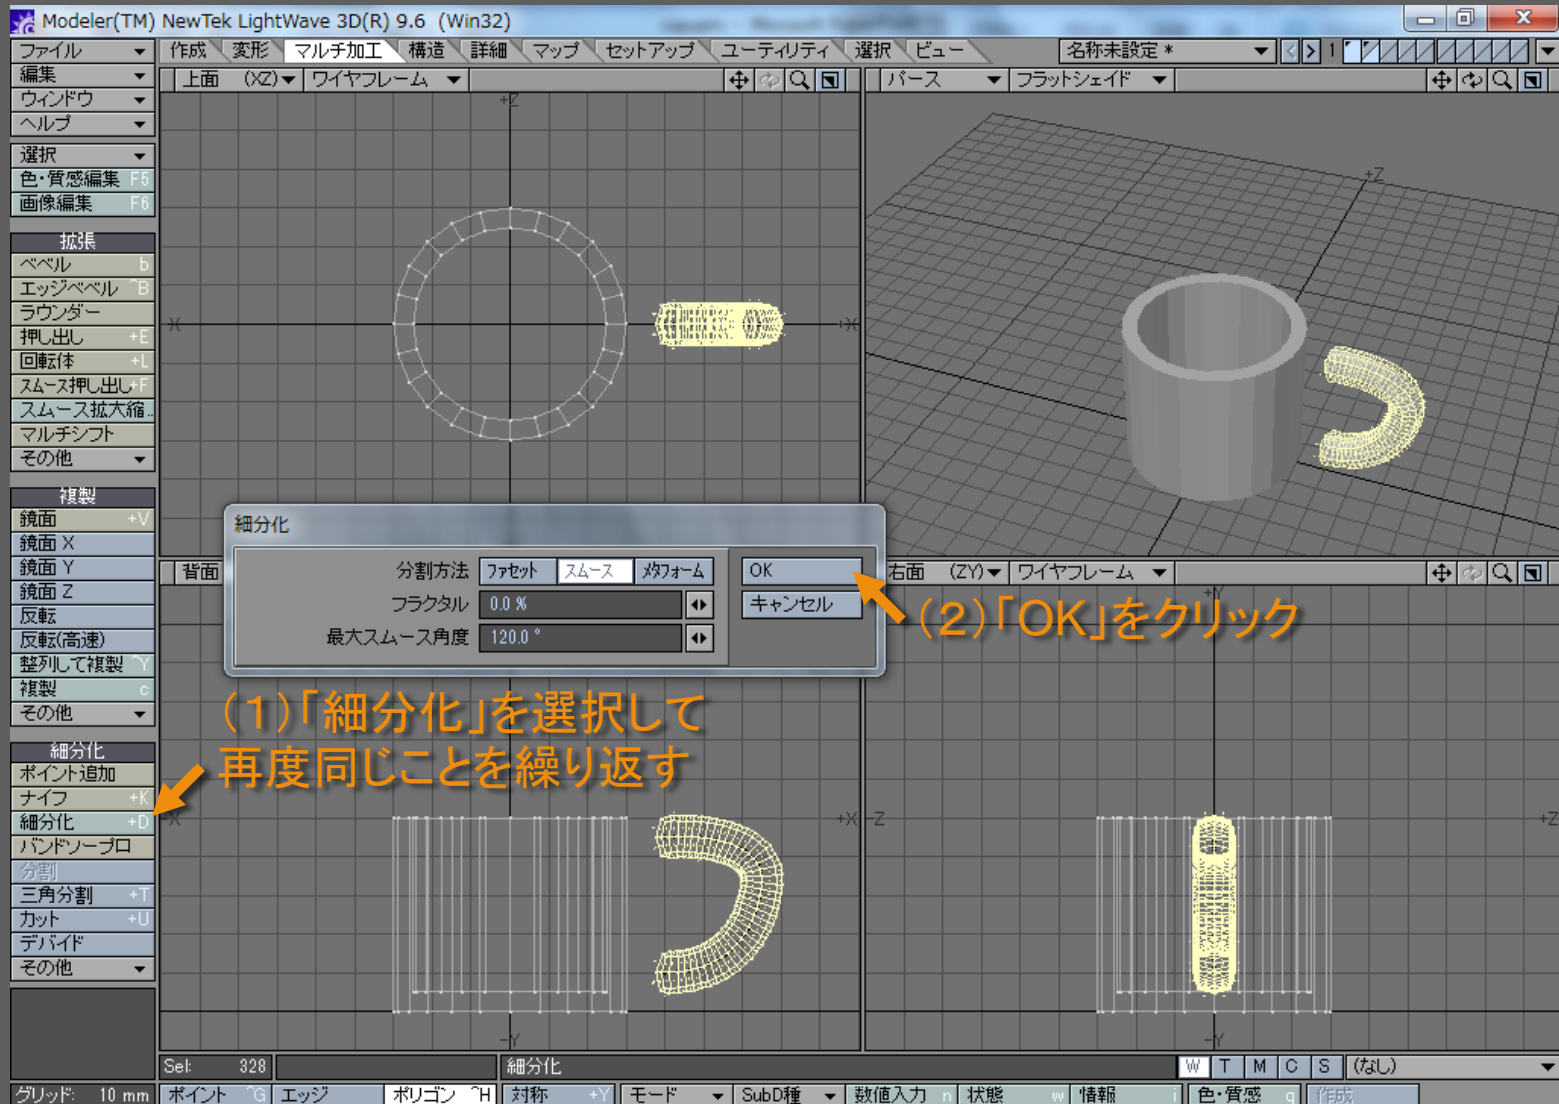 Modeler(TM) NewTek LightWave 3D(R) 9.6 (Win32)
ファイル
作成 変形 マルチ加工 構造 詳細 マップ セットアップ ユーティリティ 選択 ビュー 名称未設定 * 1
編集
上面 (XZ) ワイヤフレーム
パース フラットシェイド
ウィンドウ
ヘルプ
選択
色・質感編集 F5
画像編集 F6
拡張
ベベル b
エッジベベル ^B
ラウンダー
押し出し +E
回転体 +L
スムース押し出し+F
スムース拡大縮..
マルチシフト
その他
複製
鏡面 +V
鏡面 X
鏡面 Y
鏡面 Z
反転
反転(高速)
整列して複製 ^Y
複製 c
その他
細分化
ポイント追加
ナイフ +K
細分化 +D
バンドソープロ
分割
三角分割 +T
カット +U
デバイド
その他
+Z
-X
+X
+Z
細分化
分割方法 ファセット スムース メタフォーム OK
フラクタル 0.0 % キャンセル
最大スムース角度 120.0 °
背面
右面 (ZY) ワイヤフレーム
+Y
(2)「OK」をクリック
(1)「細分化」を選択して
再度同じことを繰り返す
-X
+X
-Z
+Z
-Y
-Y
Sel: 328 細分化 W T M C S (なし)
グリッド: 10 mm ポイント ^G エッジ ポリゴン ^H 対称 +Y モード SubD種 数値入力 n 状態 w 情報 i 色・質感 q 作成